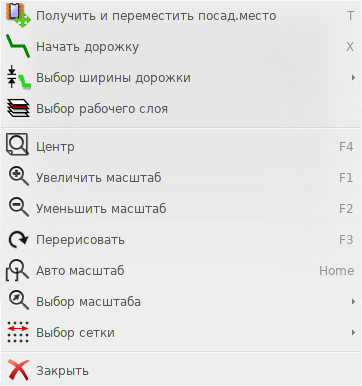 Получить и переместить посад.место T
Начать дорожку X
Выбор ширины дорожки
Выбор рабочего слоя
Центр F4
Увеличить масштаб F1
Уменьшить масштаб F2
Перерисовать F3
Авто масштаб Home
Выбор масштаба
Выбор сетки
Закрыть